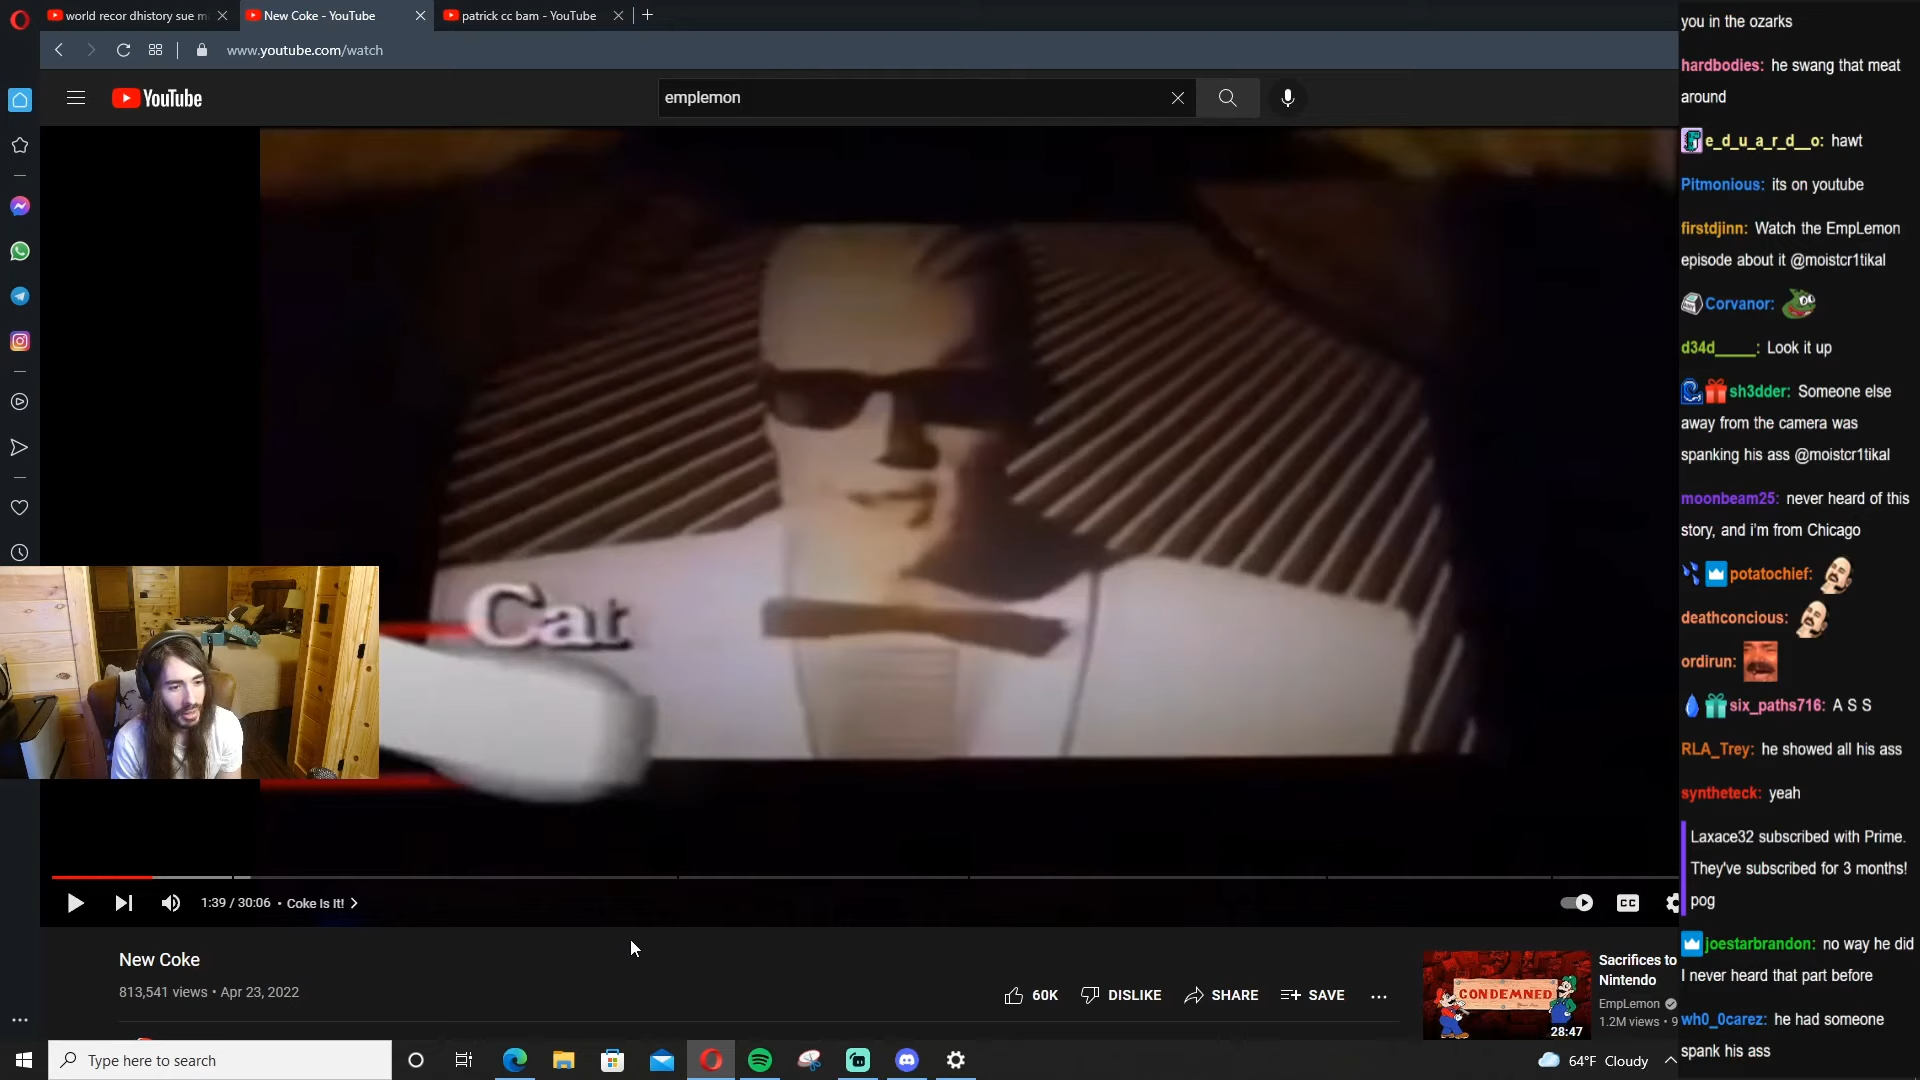 world recor dhistory sue m
New Coke - YouTube
patrick cc bam - YouTube
www.youtube.com/watch
YouTube
emplemon
Cat
1:39 / 30:06 • Coke Is It!
CC
New Coke
813,541 views • Apr 23, 2022
60K
DISLIKE
SHARE
SAVE
CONDEMNED
28:47
Sacrifices to
Nintendo
EmpLemon
1.2M views • 9
Type here to search
64°F Cloudy
you in the ozarks
hardbodies: he swang that meat
around
e_d_u_a_r_d__o: hawt
Pitmonious: its on youtube
firstdjinn: Watch the EmpLemon
episode about it @moistcr1tikal
Corvanor:
d34d_____: Look it up
sh3dder: Someone else
away from the camera was
spanking his ass @moistcr1tikal
moonbeam25: never heard of this
story, and i'm from Chicago
potatochief:
deathconcious:
ordirun:
six_paths716: A S S
RLA_Trey: he showed all his ass
syntheteck: yeah
Laxace32 subscribed with Prime.
They've subscribed for 3 months!
pog
joestarbrandon: no way he did
I never heard that part before
wh0_0carez: he had someone
spank his ass